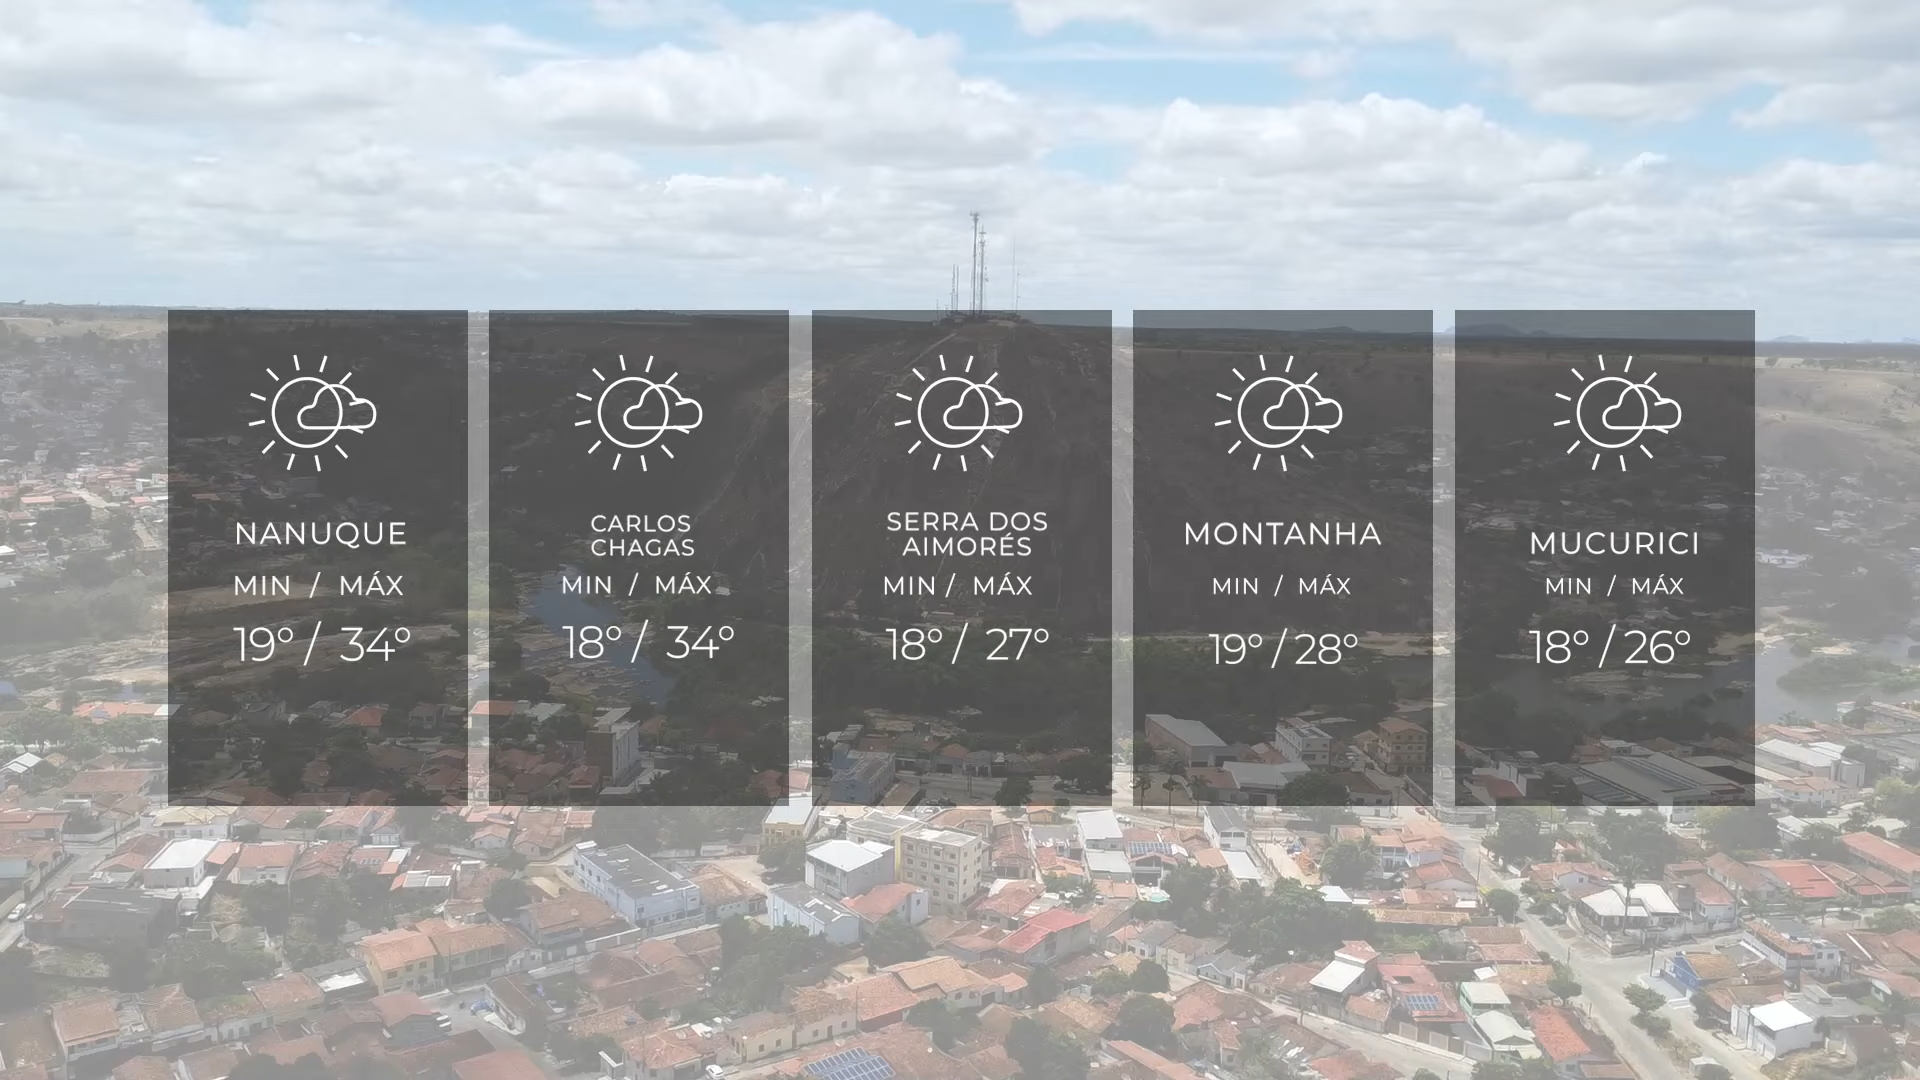 NANUQUE
MIN / MÁX
19° / 34°
CARLOS
CHAGAS
MIN / MÁX
18° / 34°
SERRA DOS
AIMORÉS
MIN / MÁX
18° / 27°
MONTANHA
MIN / MÁX
19° / 28°
MUCURICI
MIN / MÁX
18° / 26°